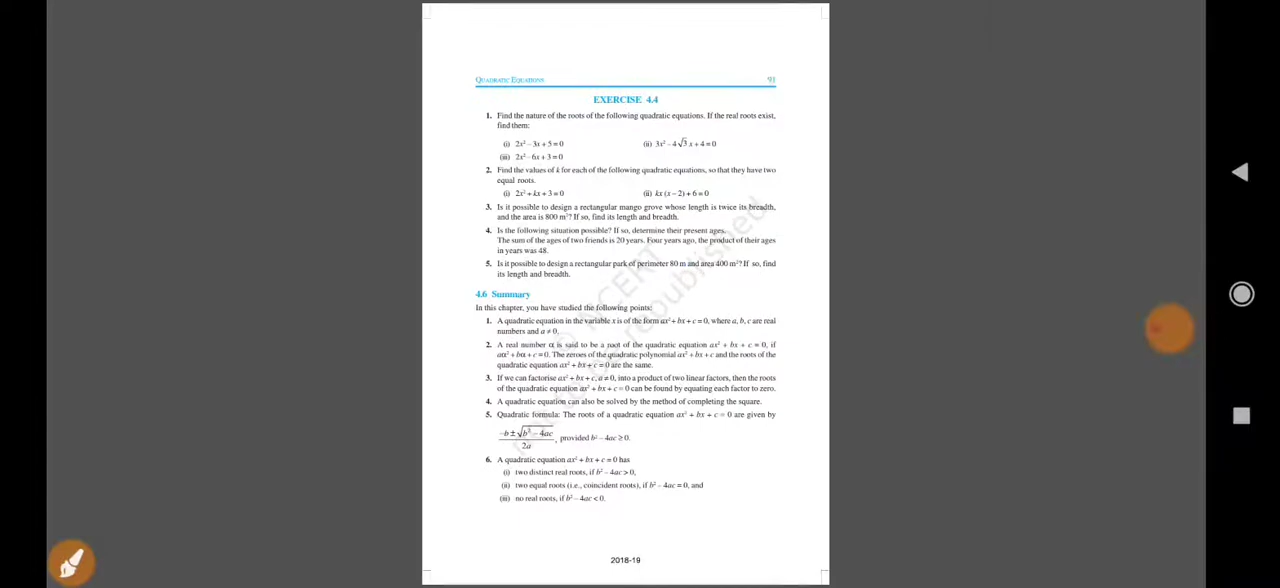 QUADRATIC EQUATIONS 91
EXERCISE 4.4
1. Find the nature of the roots of the following quadratic equations. If the real roots exist,
find them:
(i) 2x² – 3x + 5 = 0 (ii) 3x² – 4√3 x + 4 = 0
(iii) 2x² – 6x + 3 = 0
2. Find the values of k for each of the following quadratic equations, so that they have two
equal roots.
(i) 2x² + kx + 3 = 0 (ii) kx (x – 2) + 6 = 0
3. Is it possible to design a rectangular mango grove whose length is twice its breadth,
and the area is 800 m²? If so, find its length and breadth.
4. Is the following situation possible? If so, determine their present ages.
The sum of the ages of two friends is 20 years. Four years ago, the product of their ages
in years was 48.
5. Is it possible to design a rectangular park of perimeter 80 m and area 400 m²? If so, find
its length and breadth.
4.6 Summary
In this chapter, you have studied the following points:
1. A quadratic equation in the variable x is of the form ax² + bx + c = 0, where a, b, c are real
numbers and a ≠ 0.
2. A real number α is said to be a root of the quadratic equation ax² + bx + c = 0, if
aα² + bα + c = 0. The zeroes of the quadratic polynomial ax² + bx + c and the roots of the
quadratic equation ax² + bx + c = 0 are the same.
3. If we can factorise ax² + bx + c, a ≠ 0, into a product of two linear factors, then the roots
of the quadratic equation ax² + bx + c = 0 can be found by equating each factor to zero.
4. A quadratic equation can also be solved by the method of completing the square.
5. Quadratic formula: The roots of a quadratic equation ax² + bx + c = 0 are given by
–b ± √b² – 4ac
2a
, provided b² – 4ac ≥ 0.
6. A quadratic equation ax² + bx + c = 0 has
(i) two distinct real roots, if b² – 4ac > 0,
(ii) two equal roots (i.e., coincident roots), if b² – 4ac = 0, and
(iii) no real roots, if b² – 4ac < 0.
© NCERT
not to be republished
2018-19